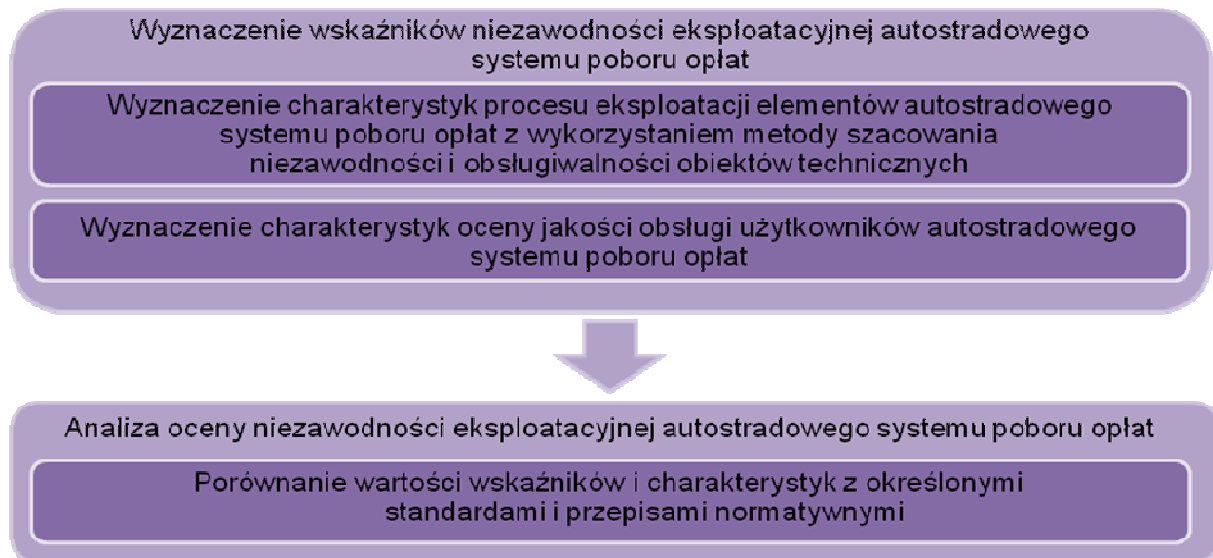 Wyznaczenie wskaźników niezawodności eksploatacyjnej autostradowego
systemu poboru opłat
Wyznaczenie charakterystyk procesu eksploatacji elementów autostradowego
systemu poboru opłat z wykorzystaniem metody szacowania
niezawodności i obsługiwalności obiektów technicznych
Wyznaczenie charakterystyk oceny jakości obsługi użytkowników autostradowego
systemu poboru opłat
Analiza oceny niezawodności eksploatacyjnej autostradowego systemu poboru opłat
Porównanie wartości wskaźników i charakterystyk z określonymi
standardami i przepisami normatywnymi